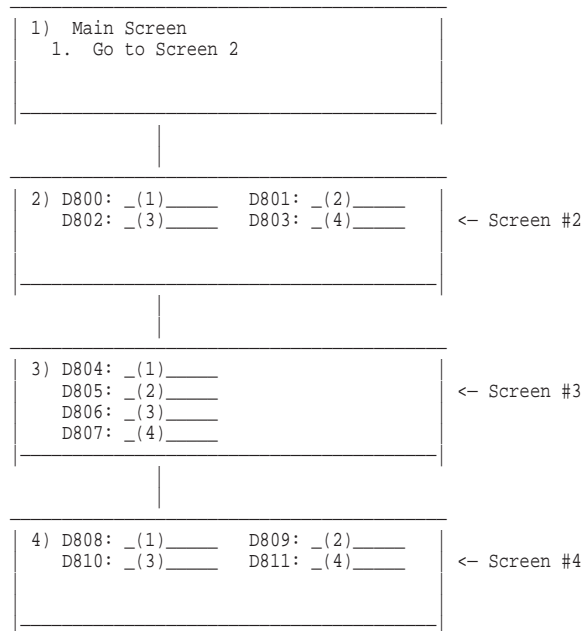 1) Main Screen
1. Go to Screen 2
2) D800: _(1)_____ D801: _(2)_____
D802: _(3)_____ D803: _(4)_____ <— Screen #2
3) D804: _(1)_____
D805: _(2)_____ <— Screen #3
D806: _(3)_____
D807: _(4)_____
4) D808: _(1)_____ D809: _(2)_____
D810: _(3)_____ D811: _(4)_____ <— Screen #4